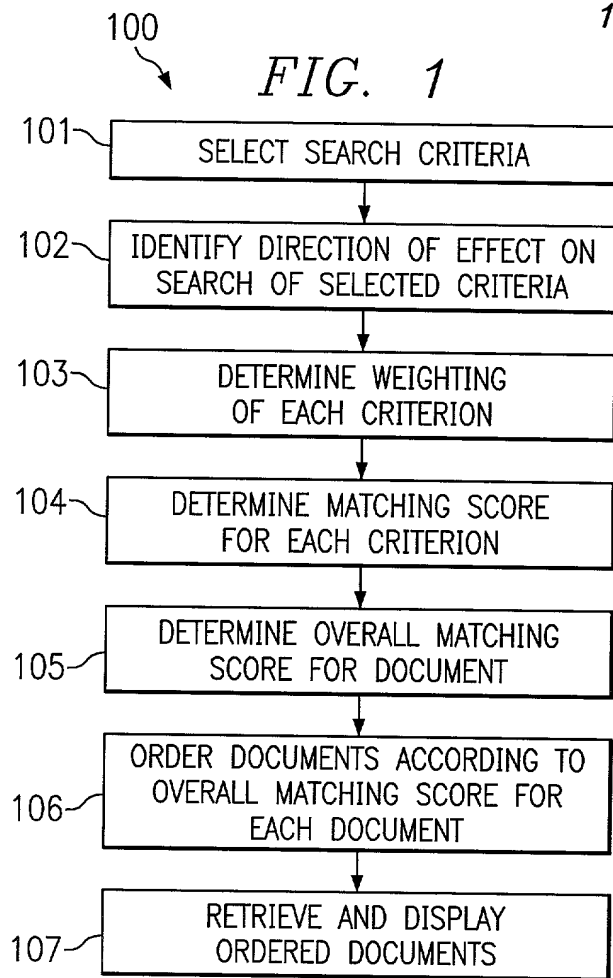 100
1
FIG. 1
101
SELECT SEARCH CRITERIA
102
IDENTIFY DIRECTION OF EFFECT ON
SEARCH OF SELECTED CRITERIA
103
DETERMINE WEIGHTING
OF EACH CRITERION
104
DETERMINE MATCHING SCORE
FOR EACH CRITERION
105
DETERMINE OVERALL MATCHING
SCORE FOR DOCUMENT
106
ORDER DOCUMENTS ACCORDING TO
OVERALL MATCHING SCORE FOR
EACH DOCUMENT
107
RETRIEVE AND DISPLAY
ORDERED DOCUMENTS